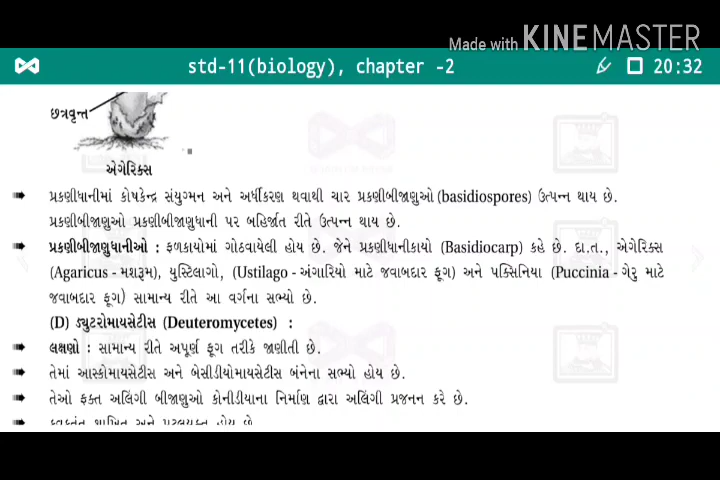 Made with KINEMASTER
std-11(biology), chapter -2
20:32
છત્રવૃન્ત
એગેરિક્સ
પ્રકણીધાનીમાં કોષકેન્દ્ર સંયુગ્મન અને અર્ધીકરણ થવાથી ચાર પ્રકણીબીજાણુઓ (basidiospores) ઉત્પન્ન થાય છે.
પ્રકણીબીજાણુઓ પ્રકણીબીજાણુધાની પર બહિર્જાત રીતે ઉત્પન્ન થાય છે.
પ્રકણીબીજાણુધાનીઓ : ફળકાયોમાં ગોઠવાયેલી હોય છે. જેને પ્રકણીધાનીકાયો (Basidiocarp) કહે છે. દા.ત., એગેરિક્સ
(Agaricus - મશરૂમ), યુસ્ટિલાગો, (Ustilago - અંગારિયો માટે જવાબદાર ફૂગ) અને પક્સિનિયા (Puccinia - ગેરુ માટે
જવાબદાર ફૂગ) સામાન્ય રીતે આ વર્ગના સભ્યો છે.
(D) ડ્યુટરોમાયસેટીસ (Deuteromycetes) :
લક્ષણો : સામાન્ય રીતે અપૂર્ણ ફૂગ તરીકે જાણીતી છે.
તેમાં આસ્કોમાયસેટીસ અને બેસીડીયોમાયસેટીસ બંનેના સભ્યો હોય છે.
તેઓ ફક્ત અલિંગી બીજાણુઓ કોનીડીયાના નિર્માણ દ્વારા અલિંગી પ્રજનન કરે છે.
અને હોય છે